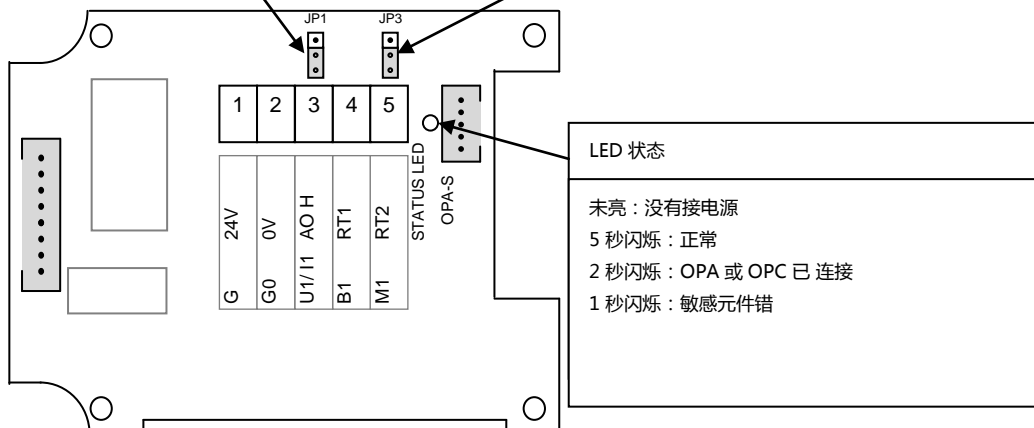 JP1
JP3
1 2 3 4 5
G 24V
G0 0V
U1/ I1 AO H
B1 RT1
M1 RT2
STATUS LED
OPA-S
LED 状态
未亮：没有接电源
5 秒闪烁：正常
2 秒闪烁：OPA 或 OPC 已 连接
1 秒闪烁：敏感元件错